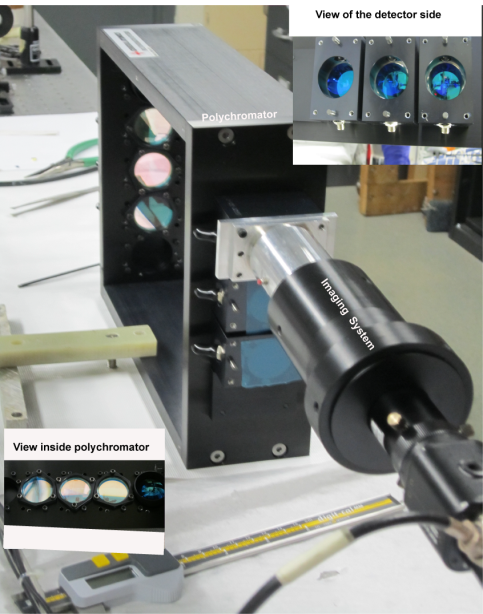 View of the detector side
Polychromator
Imaging System
View inside polychromator